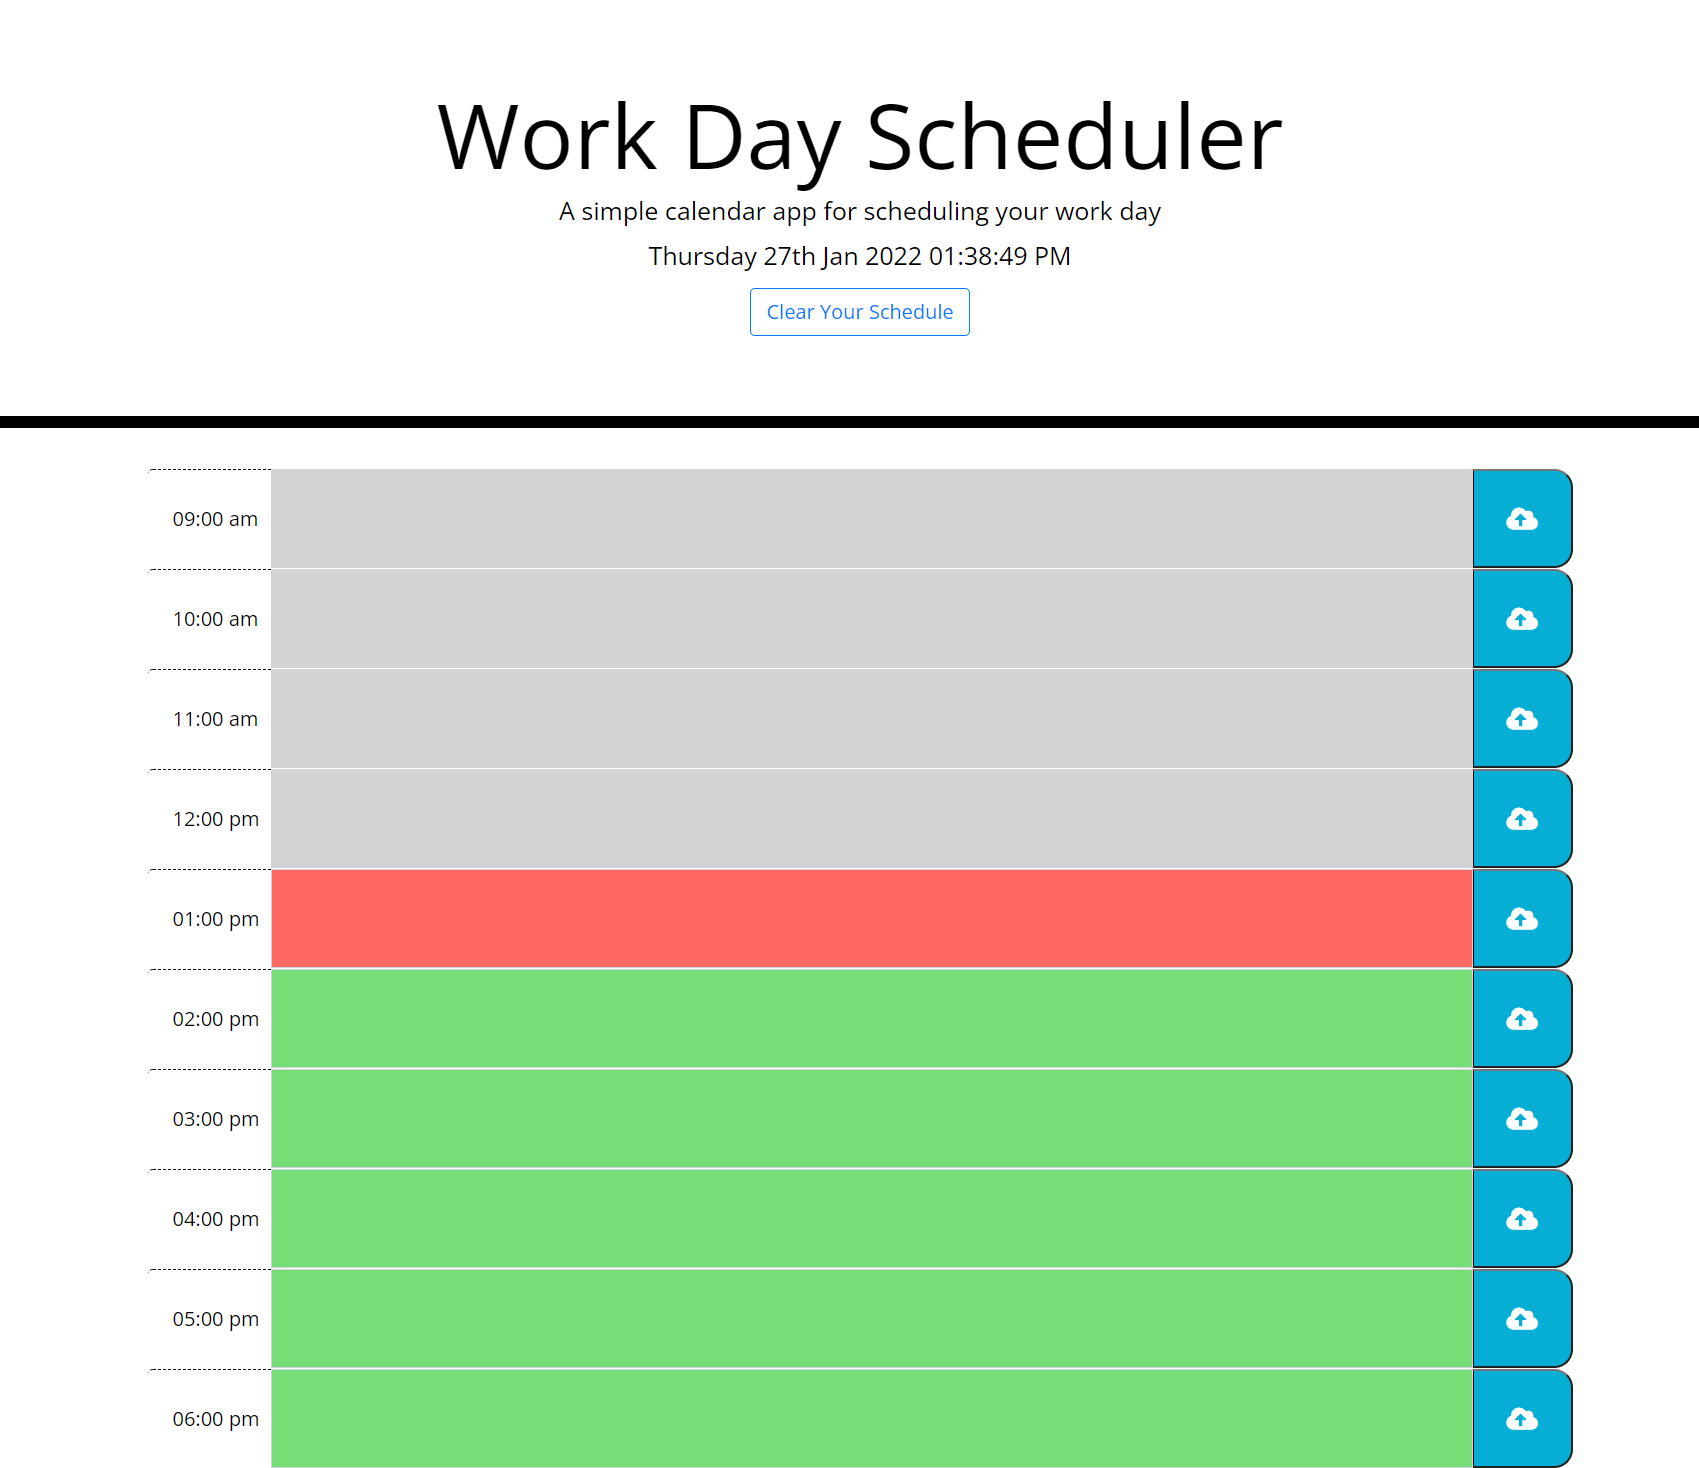 Work Day Scheduler
A simple calendar app for scheduling your work day
Thursday 27th Jan 2022 01:38:49 PM
Clear Your Schedule
09:00 am
10:00 am
11:00 am
12:00 pm
01:00 pm
02:00 pm
03:00 pm
04:00 pm
05:00 pm
06:00 pm